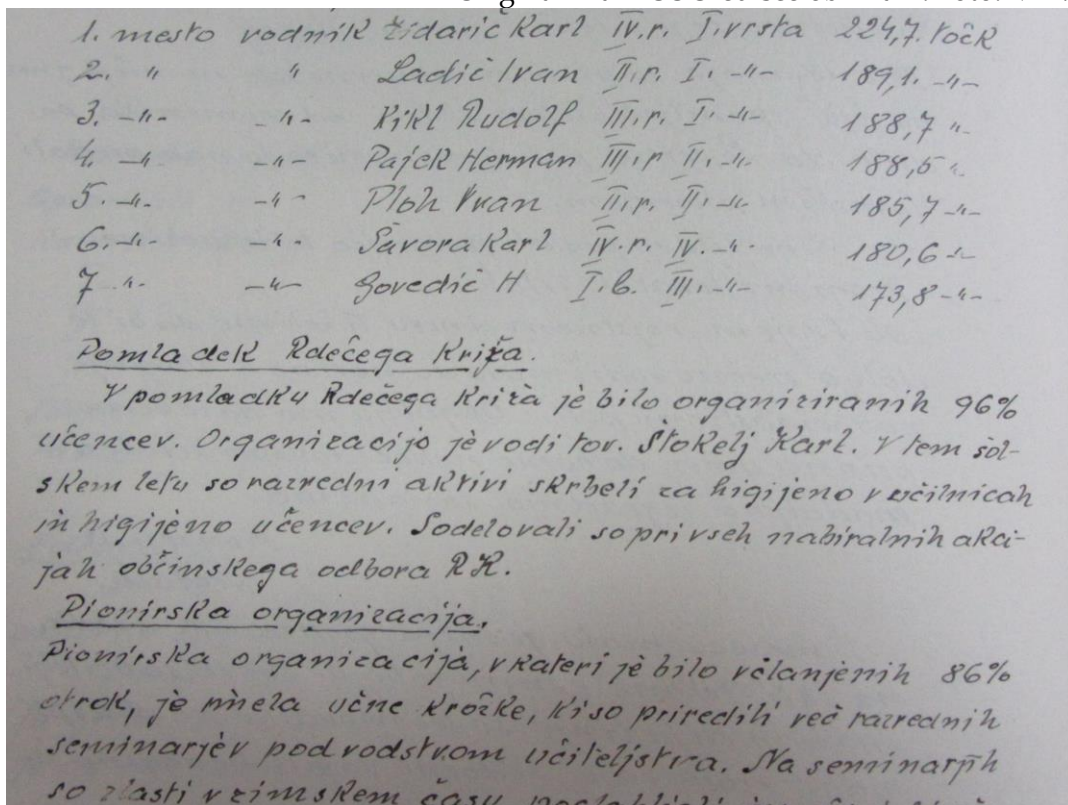 1. mesto vodnik Židarič Karl IV.r. I.vrsta 224,7. točk
2. " " Ladič Ivan II.r. I. -"- 189,1. -"-
3. -"- -"- Kikl Rudolf III.r. I. -"- 188,7 "-
4. -"- -"- Pajek Herman III.r II. -"- 188,5 "-
5. -"- -"- Ploh Ivan II.r. II. -"- 185,7 -"-
6. -"- -"- Šavora Karl IV.r. IV. -"- 180,6 -"-
7 -"- -"- Govedič H I.b. III. -"- 173,8 -"-
Pomladek Rdečega Križa.
V pomladku Rdečega križa je bilo organiziranih 96%
učencev. Organizacijo je vodi tov. Štokelj Karl. V tem šol-
skem letu so razredni aktivi skrbeli za higijeno v učilnicah
in higijeno učencev. Sodelovali so pri vseh nabiralnih akci-
jah občinskega odbora RK.
Pionirska organizacija.
Pionirska organizacija, v kateri je bilo včlanjenih 86%
otrok, je imela učne krožke, ki so priredili več razrednih
seminarjev pod vodstvom učiteljstva. Na seminarjih
so zlasti v zimskem času